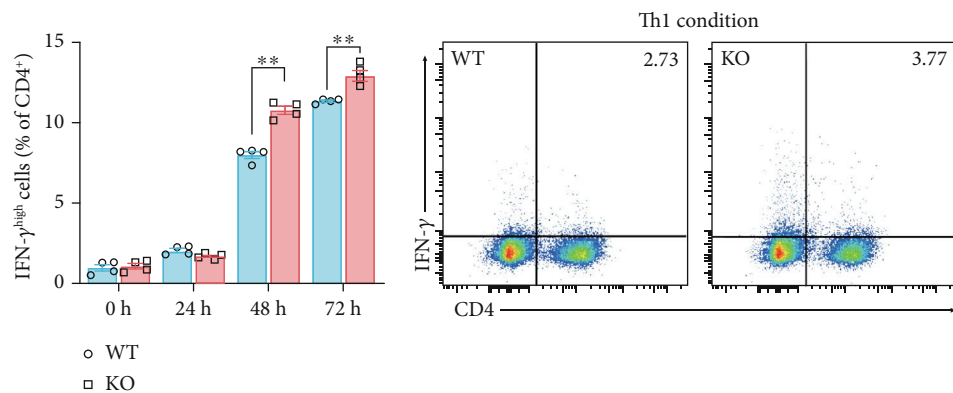 IFN-γ^high cells (% of CD4⁺)
15
10
5
0
**
**
0 h
24 h
48 h
72 h
WT
KO
Th1 condition
WT
2.73
KO
3.77
IFN-γ
CD4